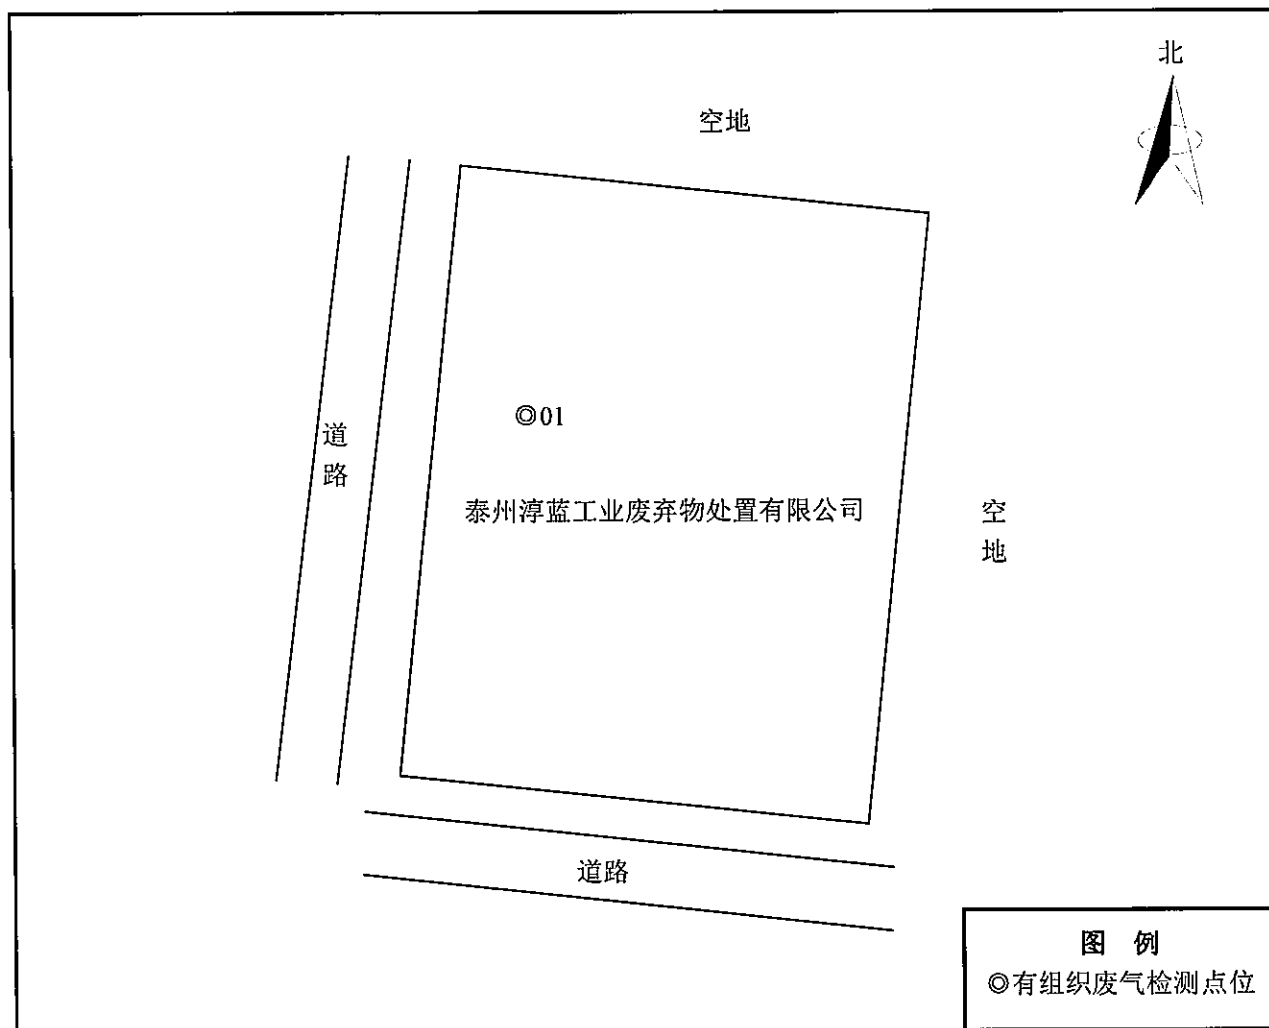 北
空地
◎01
道
路
泰州淳蓝工业废弃物处置有限公司
空
地
道路
图 例
◎有组织废气检测点位